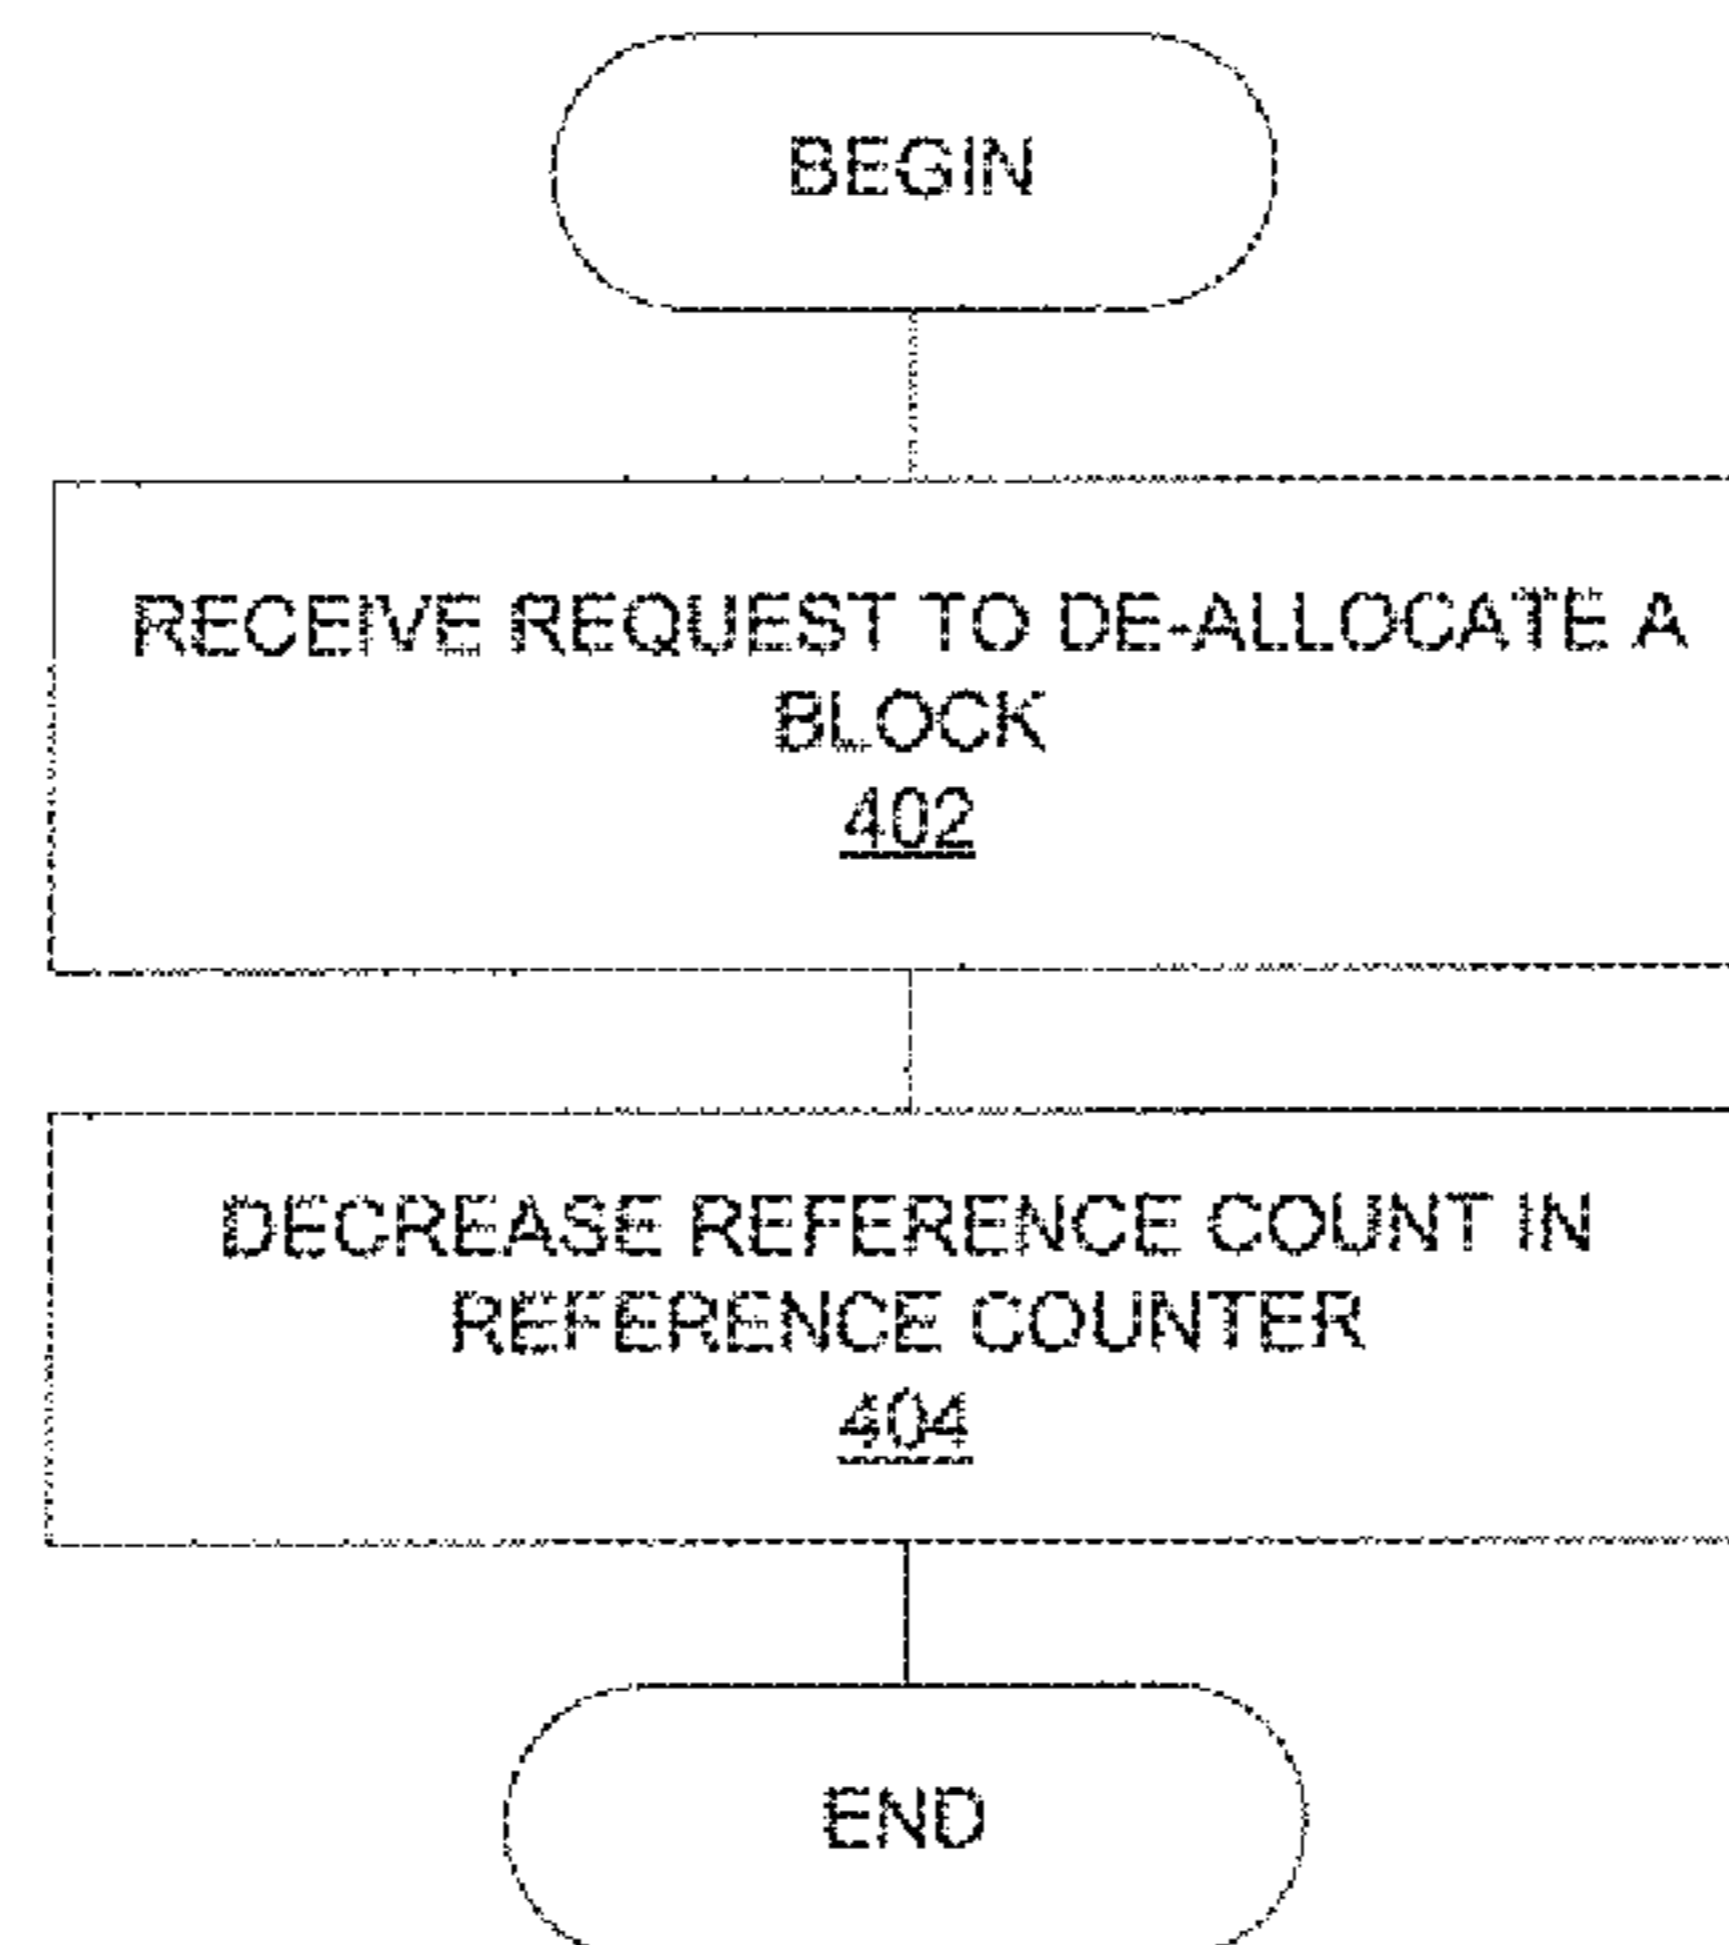 BEGIN
RECEIVE REQUEST TO DE-ALLOCATE A
BLOCK
402
DECREASE REFERENCE COUNT IN
REFERENCE COUNTER
404
END